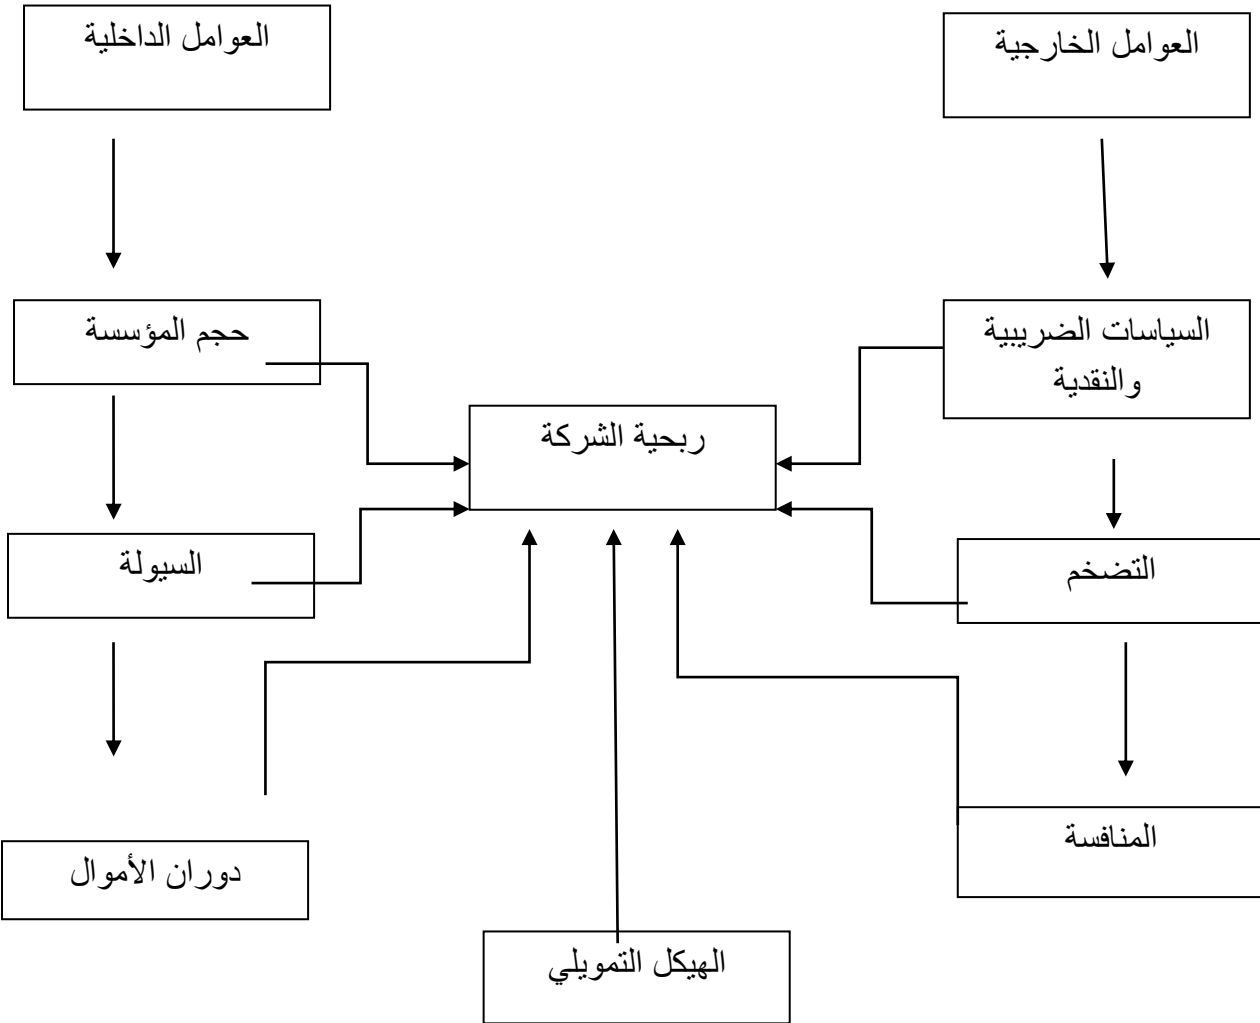 العوامل الخارجية
العوامل الداخلية
السياسات الضريبية
والنقدية
حجم المؤسسة
ربحية الشركة
التضخم
السيولة
المنافسة
دوران الأموال
الهيكل التمويلي